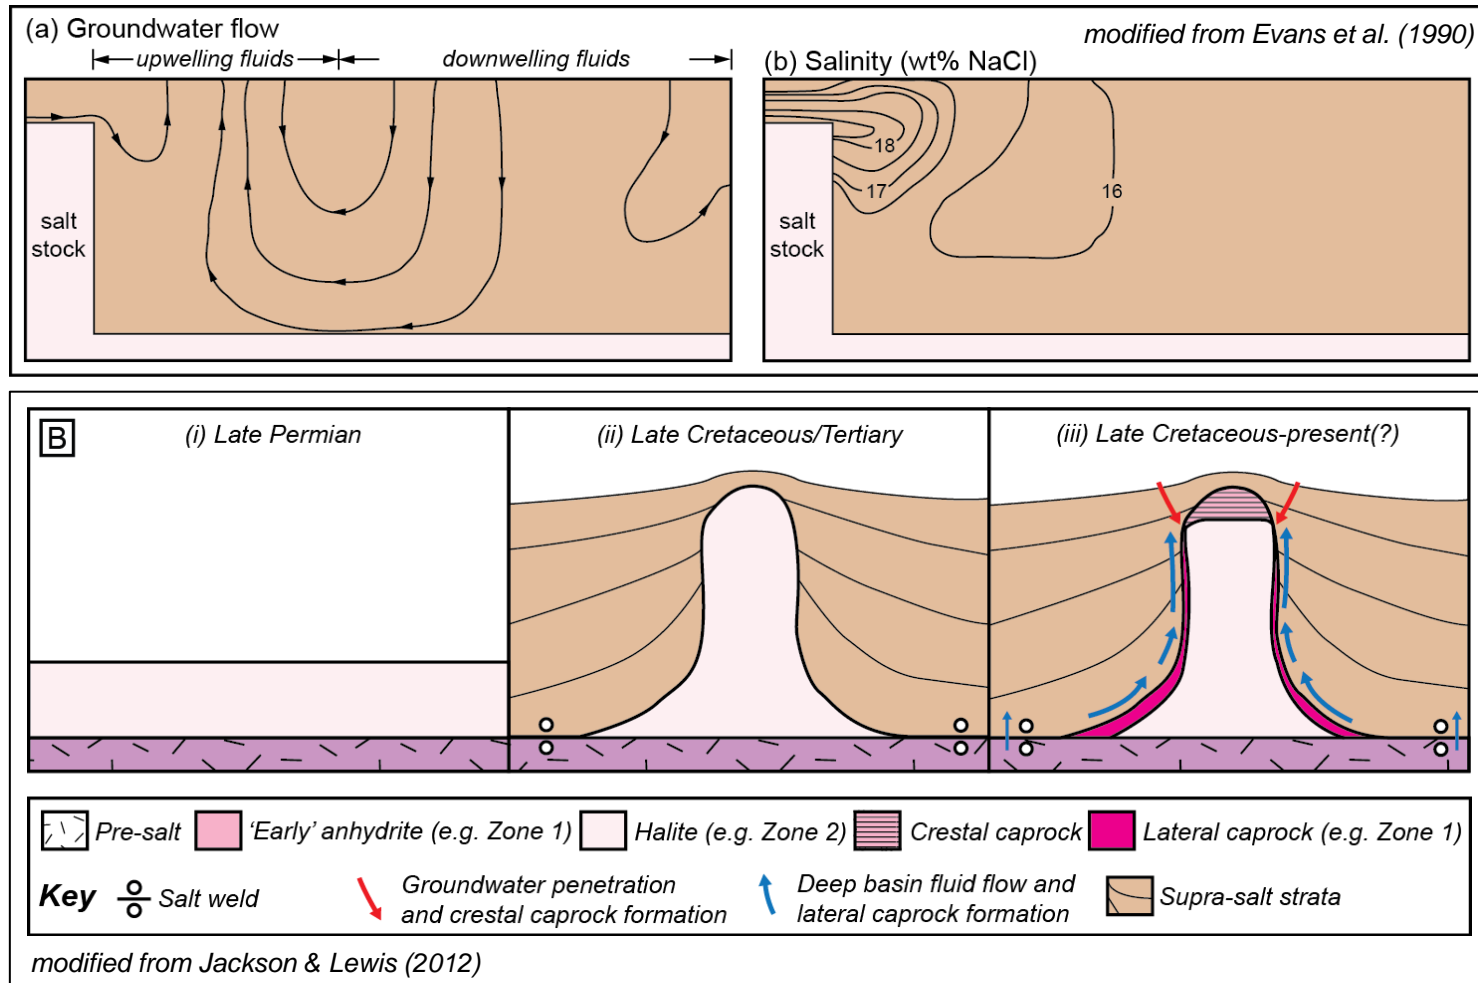 (a) Groundwater flow
modified from Evans et al. (1990)
upwelling fluids
downwelling fluids
(b) Salinity (wt% NaCl)
salt
stock
salt
stock
18
17
16
B
(i) Late Permian
(ii) Late Cretaceous/Tertiary
(iii) Late Cretaceous-present(?)
Pre-salt
'Early' anhydrite (e.g. Zone 1)
Halite (e.g. Zone 2)
Crestal caprock
Lateral caprock (e.g. Zone 1)
Key
Salt weld
Groundwater penetration
and crestal caprock formation
Deep basin fluid flow and
lateral caprock formation
Supra-salt strata
modified from Jackson & Lewis (2012)